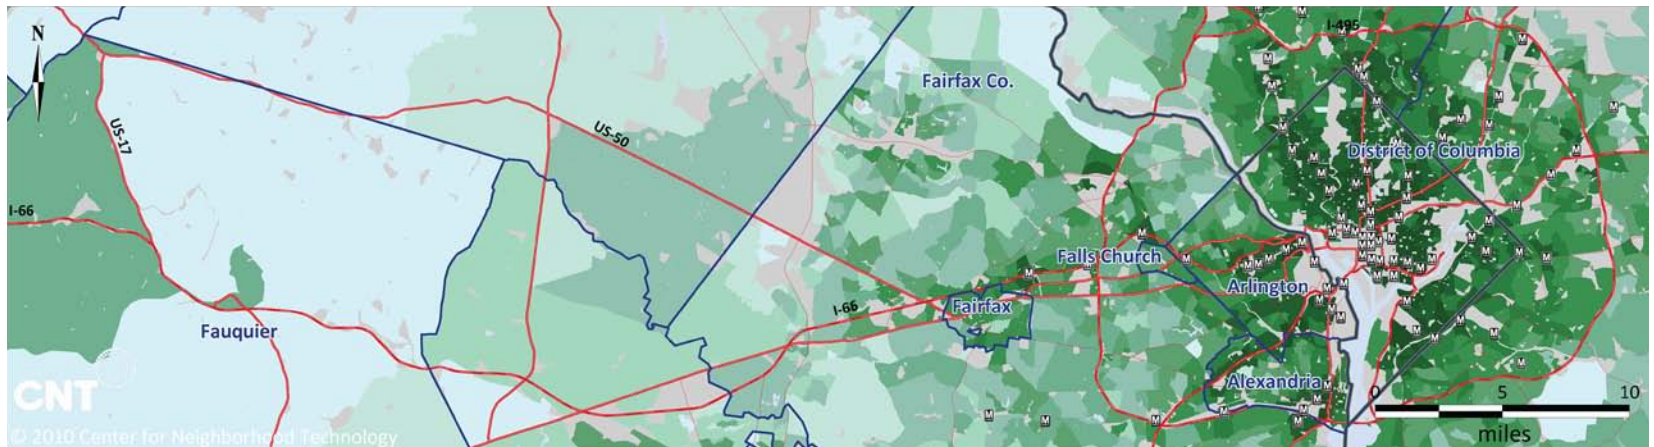 N
I-495
Fairfax Co.
US-17
US-50
District of Columbia
I-66
Falls Church
Arlington
I-66
Fairfax
Fauquier
Alexandria
CNT
0 5 10
miles
© 2010 Center for Neighborhood Technology